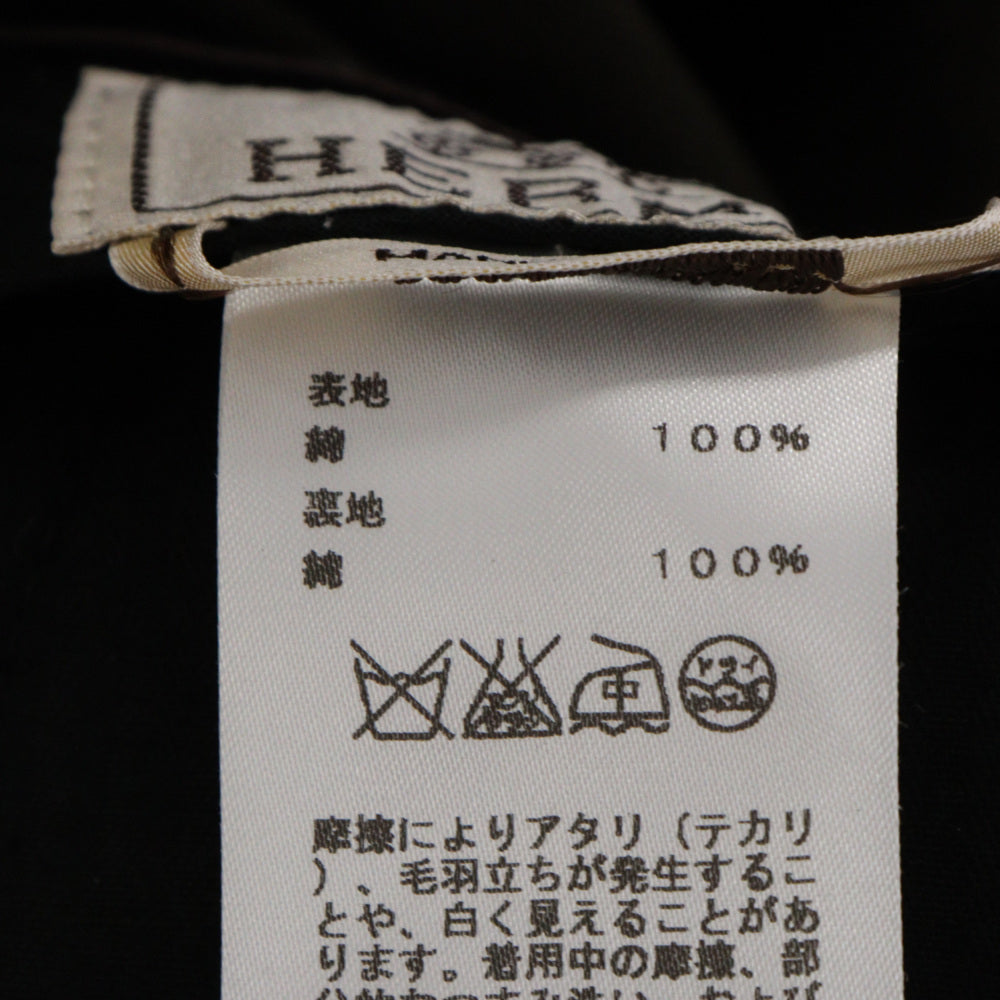 表地
綿 100%
裏地
綿 100%
中 ドライ
摩擦によりアタリ（テカリ
）、毛羽立ちが発生するこ
とや、白く見えることがあ
ります。着用中の摩擦、部